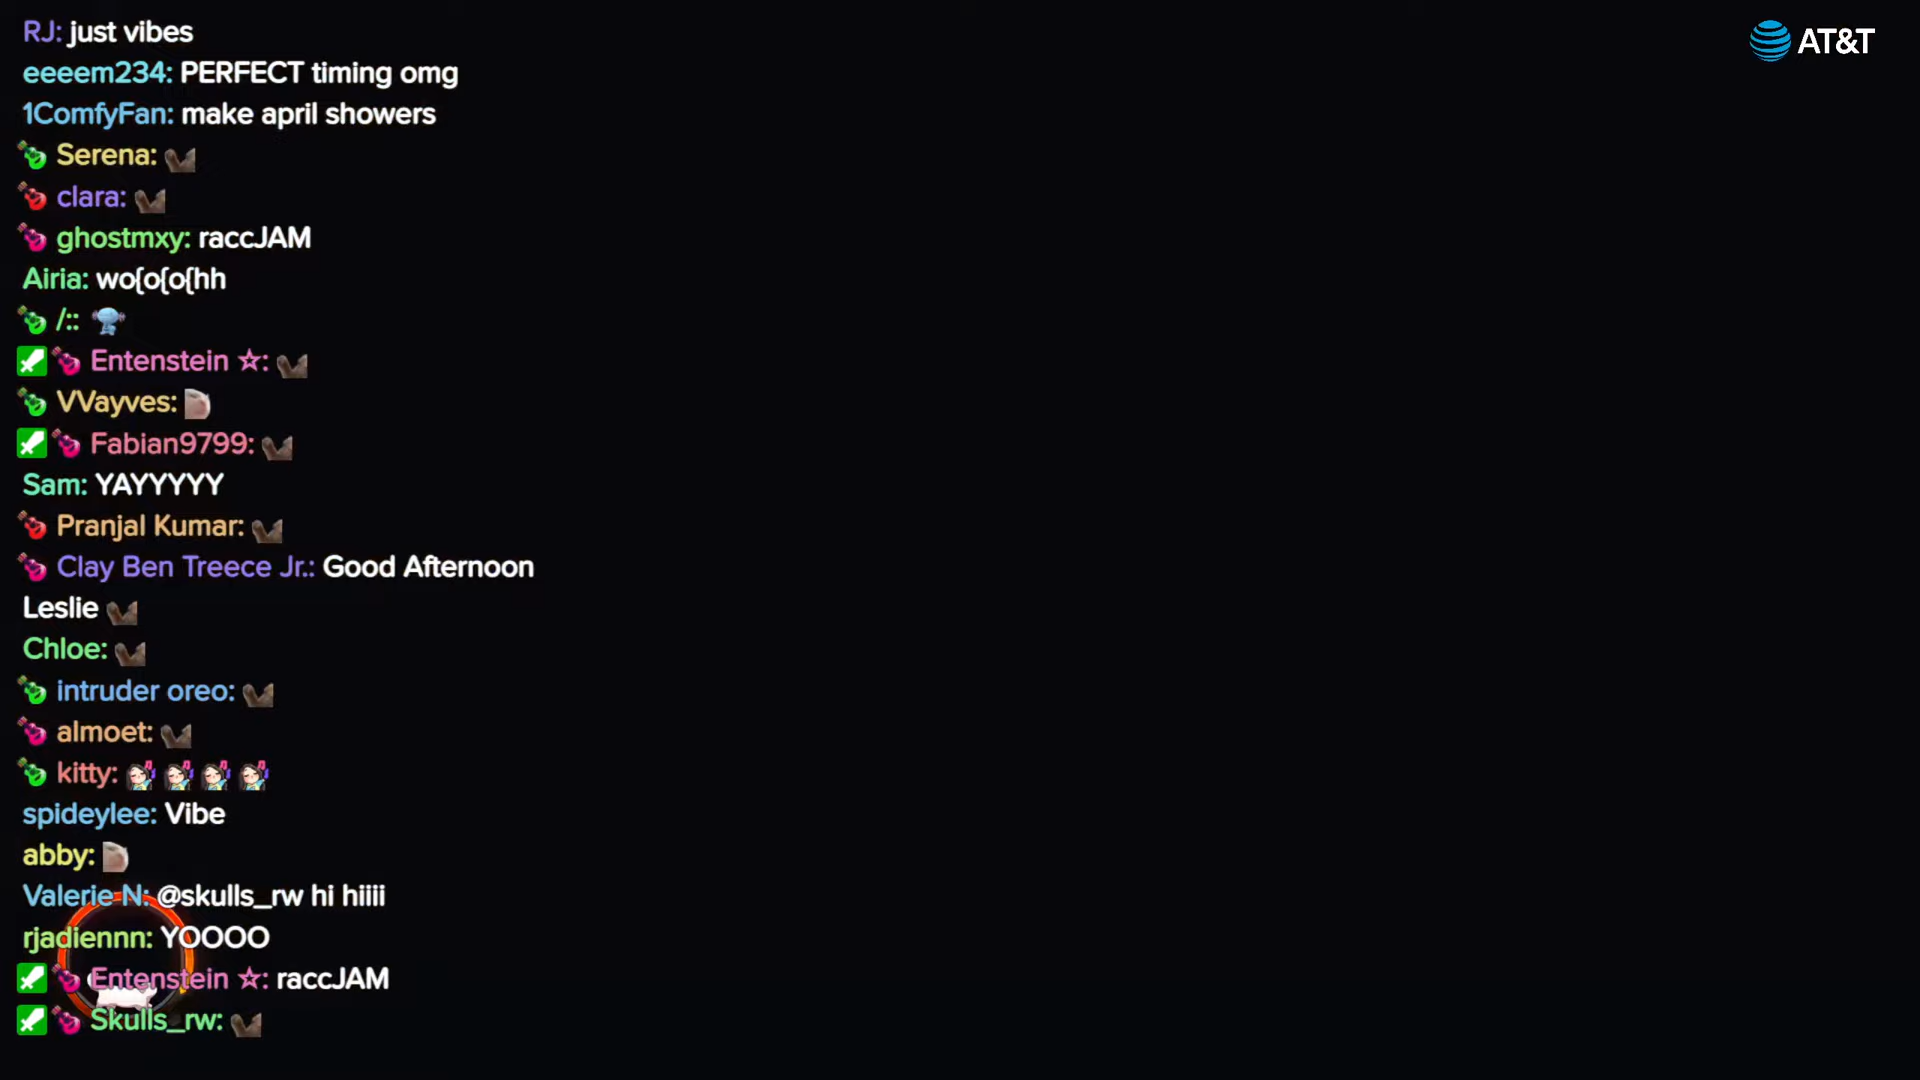 RJ: just vibes
AT&T
eeeem234: PERFECT timing omg
1ComfyFan: make april showers
Serena:
clara:
ghostmxy: raccJAM
Airia: wo{o{o{hh
/::
Entenstein ☆:
VVayves:
Fabian9799:
Sam: YAYYYYY
Pranjal Kumar:
Clay Ben Treece Jr.: Good Afternoon
Leslie
Chloe:
intruder oreo:
almoet:
kitty:
spideylee: Vibe
abby:
Valerie N: @skulls_rw hi hiiii
rjadiennn: YOOOO
Entenstein ☆: raccJAM
Skulls_rw: